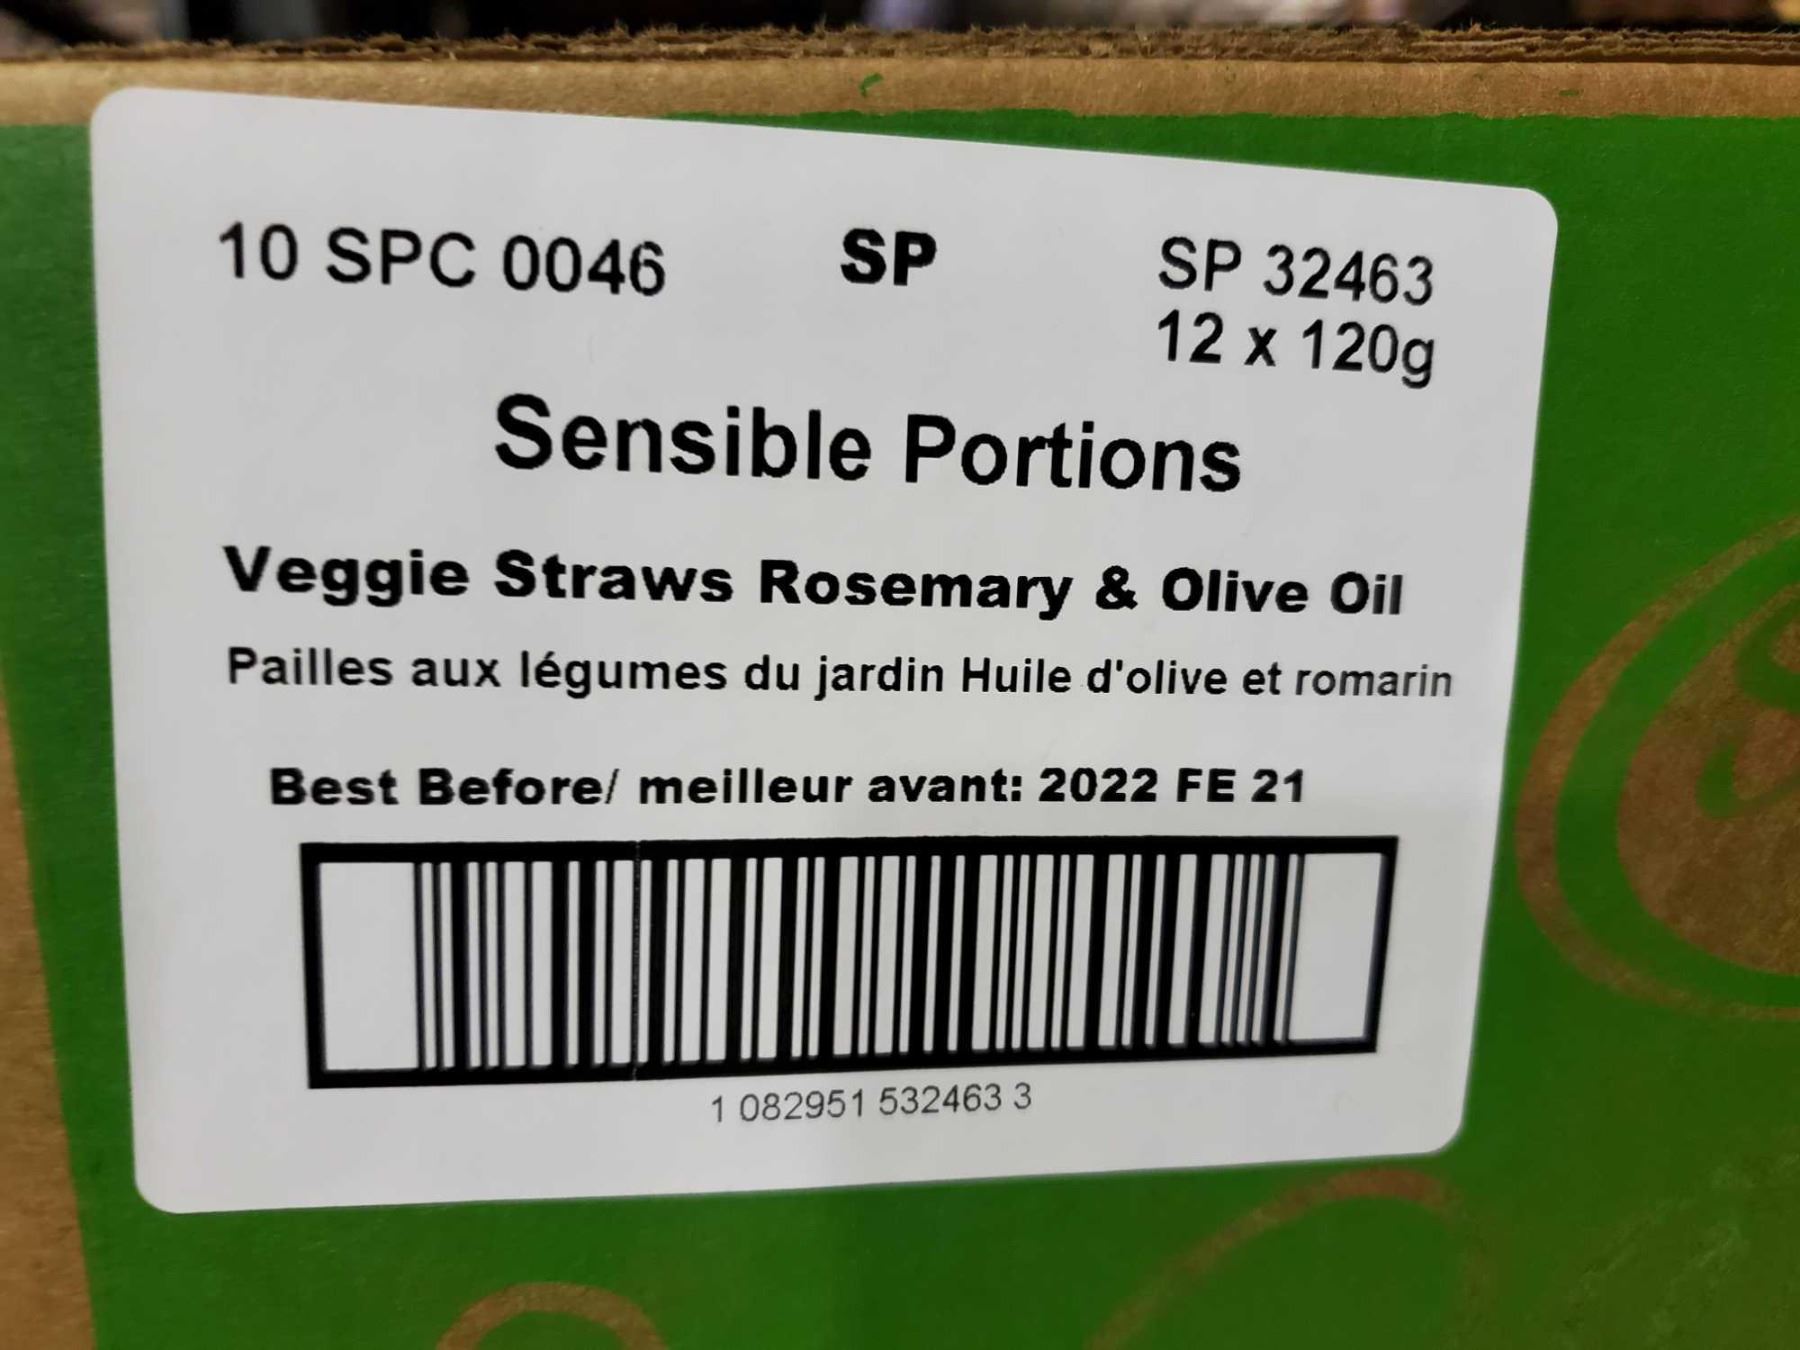 10 SPC 0046 SP SP 32463
12 x 120g
Sensible Portions
Veggie Straws Rosemary & Olive Oil
Pailles aux légumes du jardin Huile d'olive et romarin
Best Before/ meilleur avant: 2022 FE 21
1 082951 532463 3